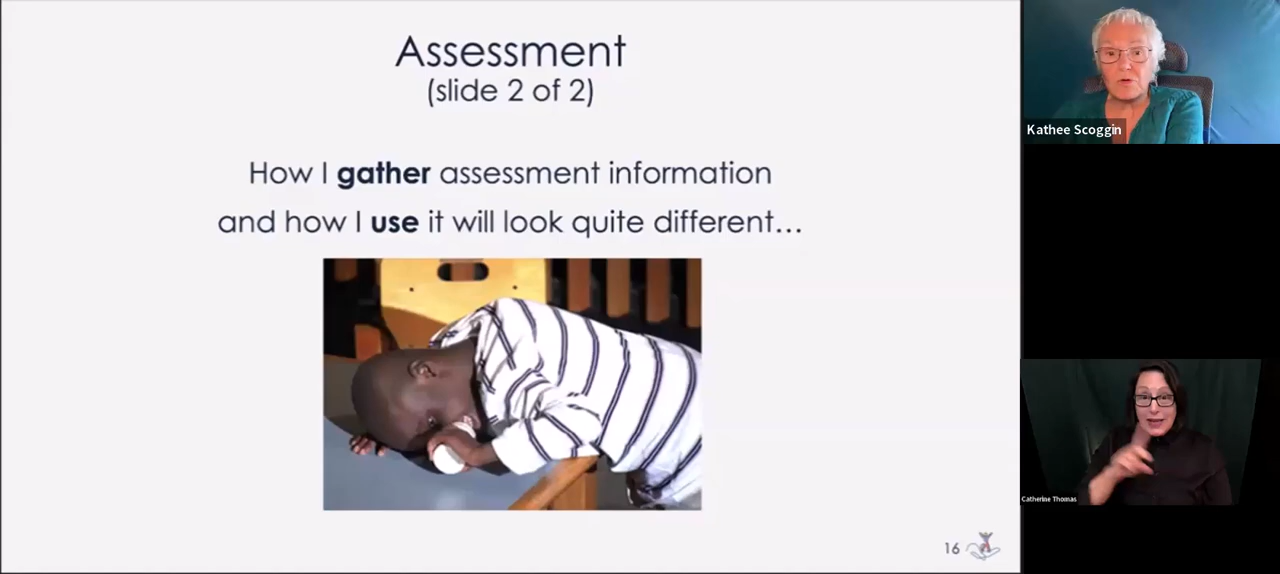 Assessment
(slide 2 of 2)
How I gather assessment information
and how I use it will look quite different...
16
Kathee Scoggin
Catherine Thomas